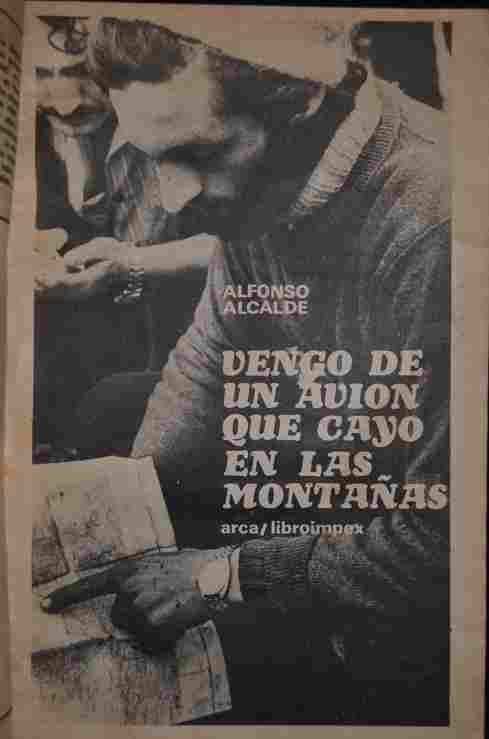 ALFONSO
ALCALDE
VENGO DE
UN AVION
QUE CAYO
EN LAS
MONTAÑAS
arca/libroimpex